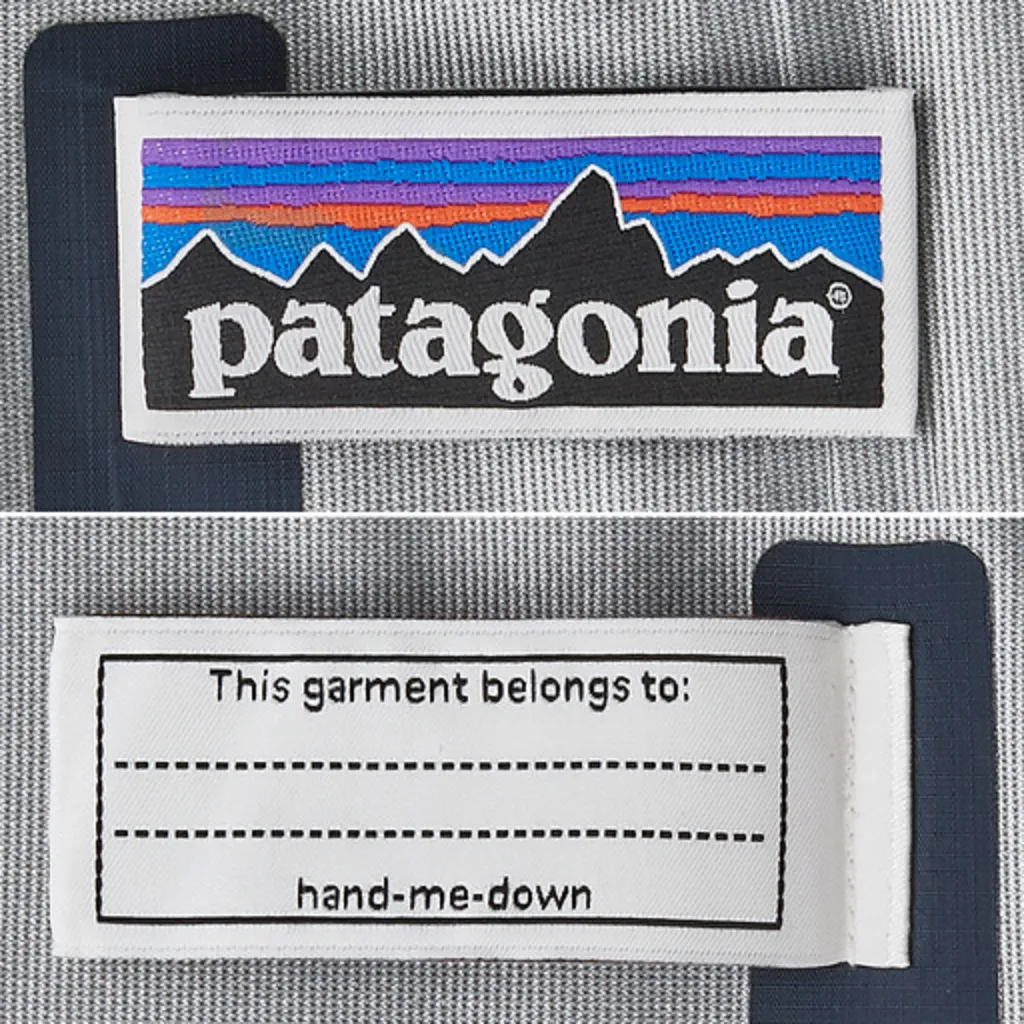 patagonia®
This garment belongs to:
hand-me-down